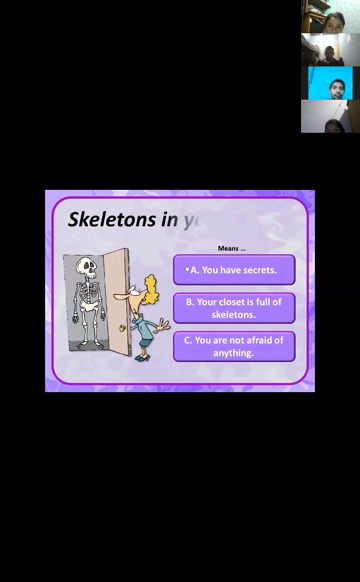 Skeletons in y
Means ...
A. You have secrets.
B. Your closet is full of
skeletons.
C. You are not afraid of
anything.